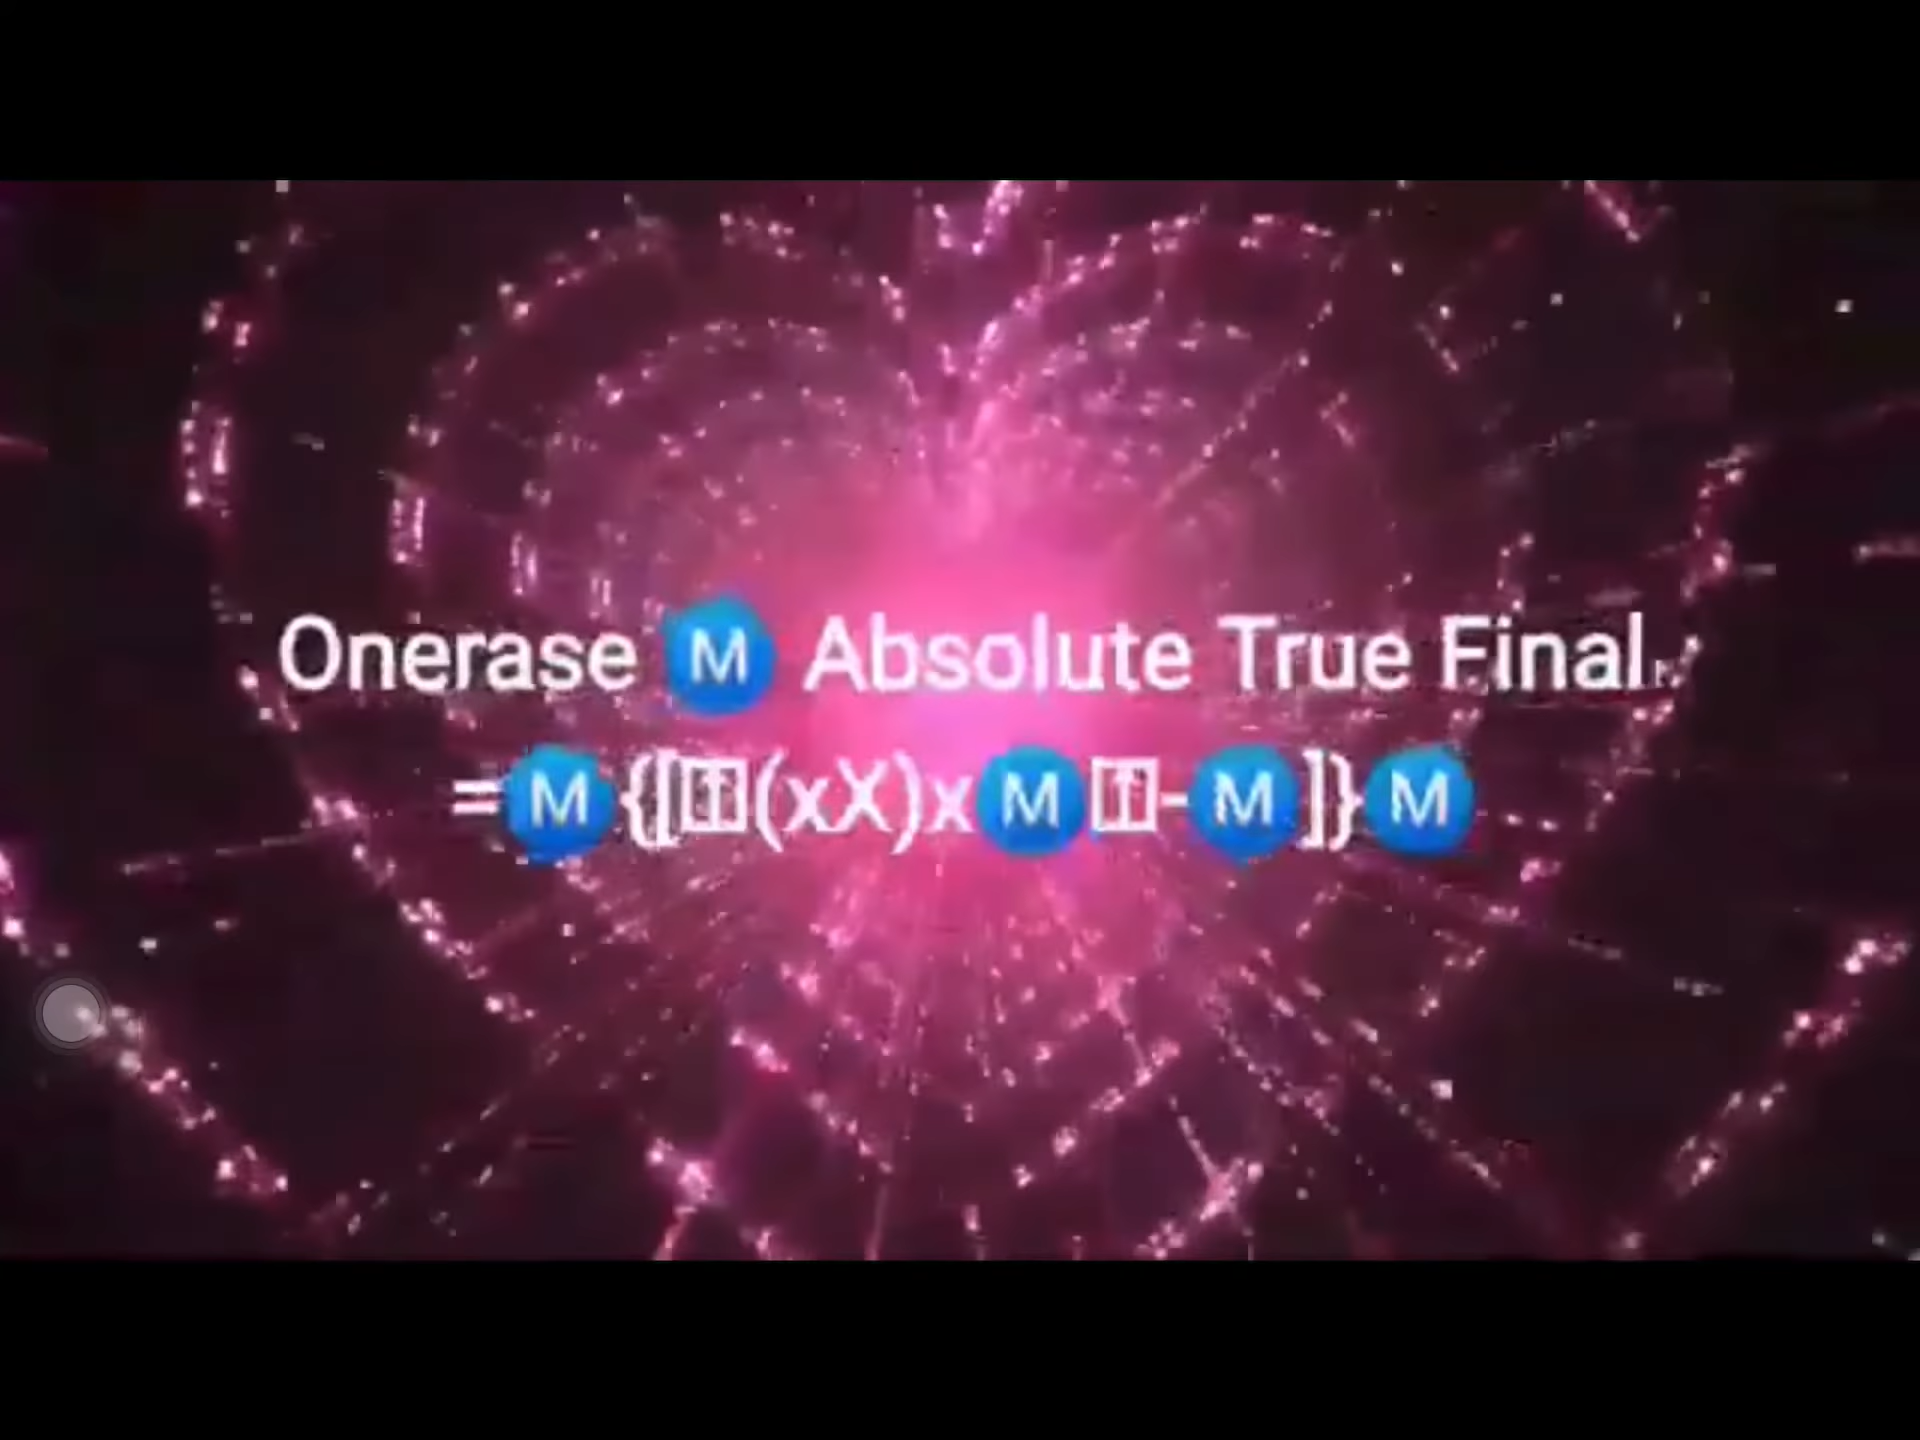 Onerase Ⓜ️ Absolute True Final
=Ⓜ️{[(xX)xⓂ️-Ⓜ️]}Ⓜ️